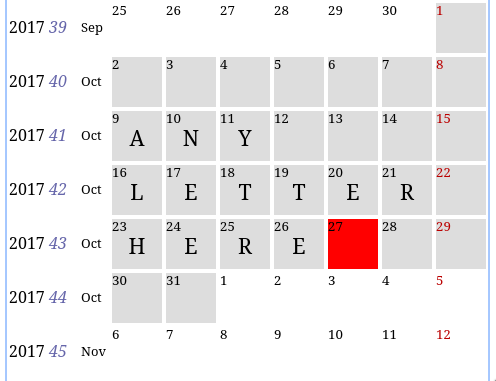 25 26 27 28 29 30 1
2017 39 Sep
2 3 4 5 6 7 8
2017 40 Oct
9 10 11 12 13 14 15
2017 41 Oct A N Y
16 17 18 19 20 21 22
2017 42 Oct L E T T E R
23 24 25 26 27 28 29
2017 43 Oct H E R E
30 31 1 2 3 4 5
2017 44 Oct
6 7 8 9 10 11 12
2017 45 Nov